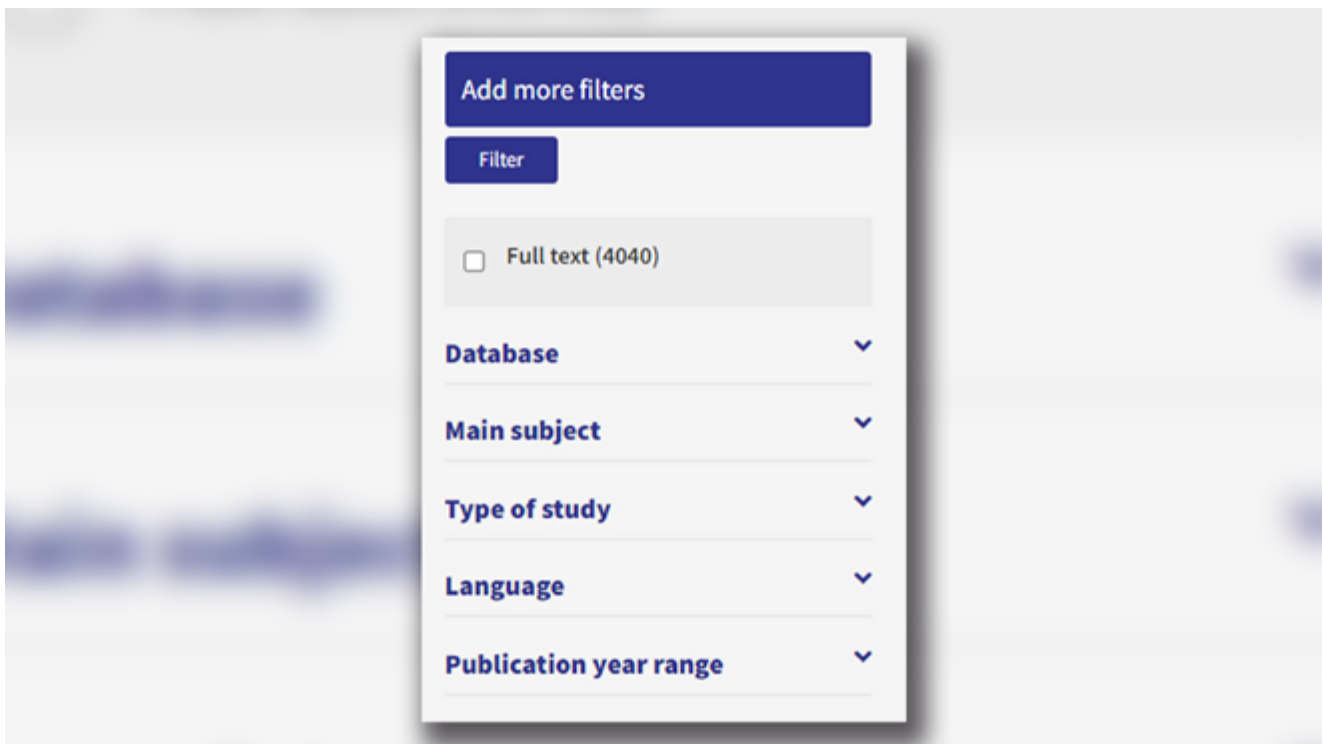 Add more filters
Filter
Full text (4040)
Database
Main subject
Type of study
Language
Publication year range